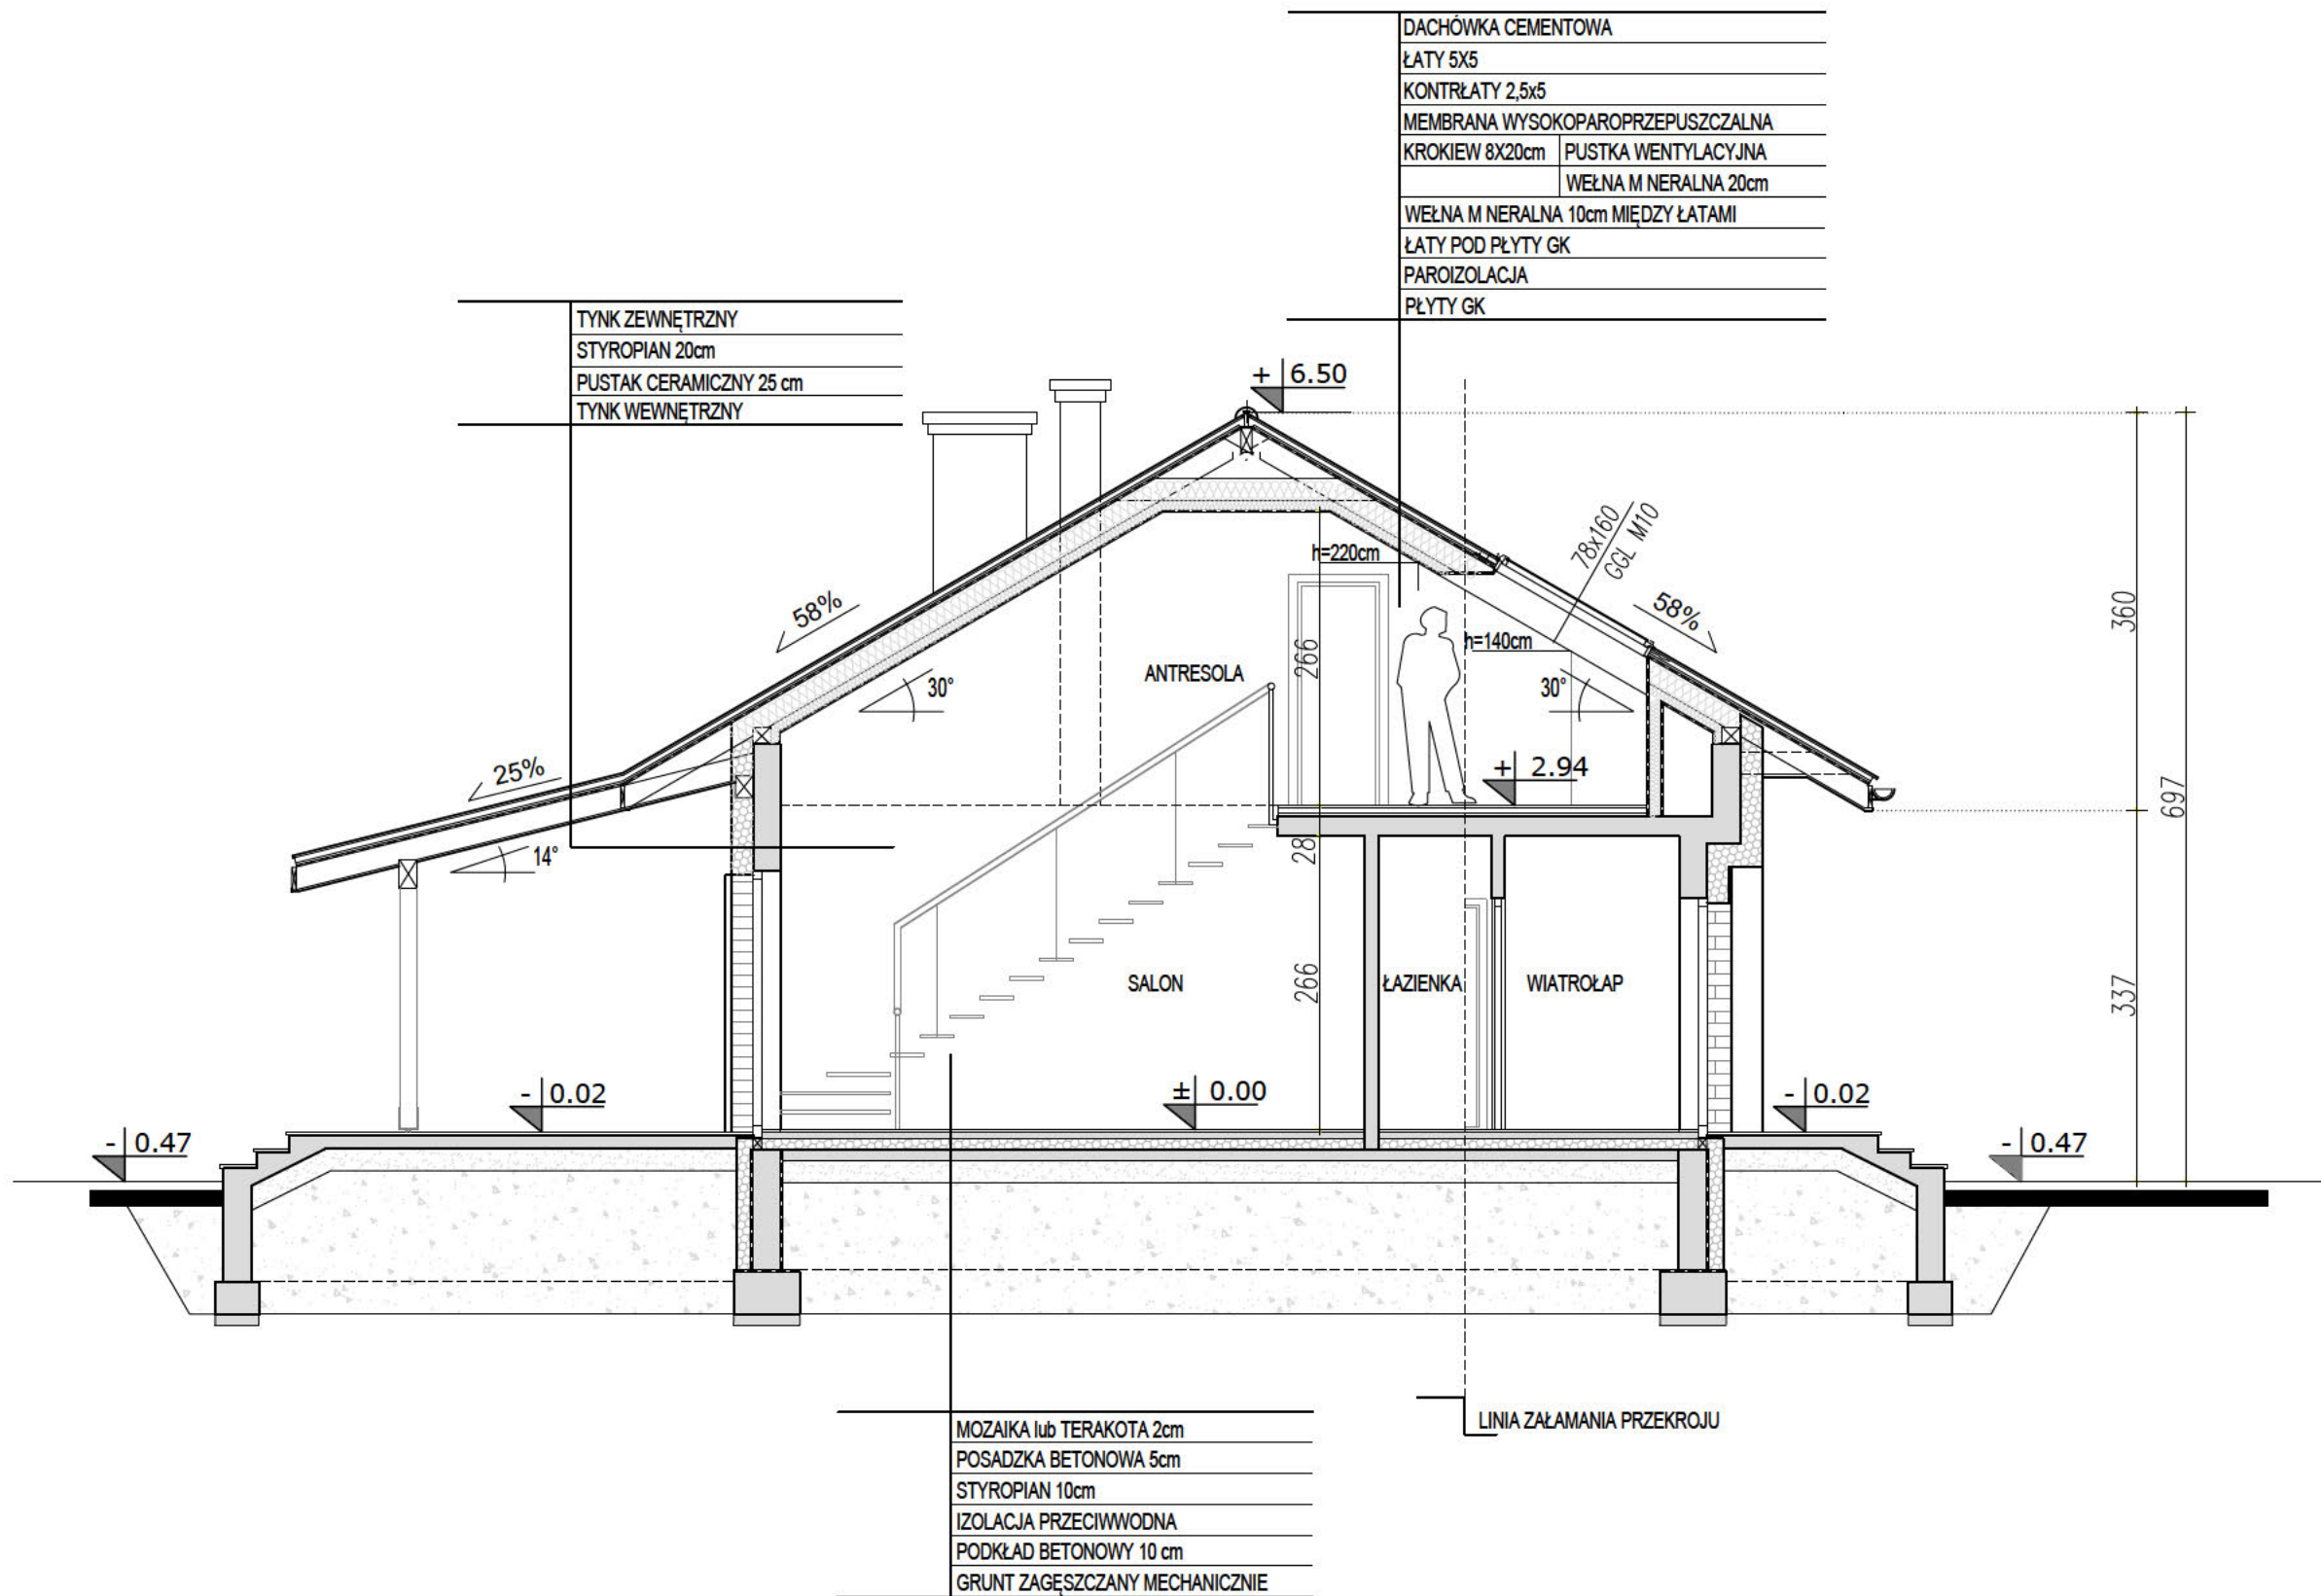 DACHÓWKA CEMENTOWA
ŁATY 5X5
KONTRŁATY 2,5x5
MEMBRANA WYSOKOPAROPRZEPUSZCZALNA
KROKIEW 8X20cm PUSTKA WENTYLACYJNA
WEŁNA M NERALNA 20cm
WEŁNA M NERALNA 10cm MIĘDZY ŁATAMI
ŁATY POD PŁYTY GK
PAROIZOLACJA
PŁYTY GK
TYNK ZEWNĘTRZNY
STYROPIAN 20cm
PUSTAK CERAMICZNY 25 cm
TYNK WEWNĘTRZNY
+ 6.50
78x160
GGL M10
h=220cm
58%
58%
360
h=140cm
266
ANTRESOLA
30°
30°
25%
+ 2.94
697
14°
28
SALON
266
ŁAZIENKA
WIATROŁAP
337
- 0.02
± 0.00
- 0.02
- 0.47
- 0.47
LINIA ZAŁAMANIA PRZEKROJU
MOZAIKA lub TERAKOTA 2cm
POSADZKA BETONOWA 5cm
STYROPIAN 10cm
IZOLACJA PRZECIWWODNA
PODKŁAD BETONOWY 10 cm
GRUNT ZAGĘSZCZANY MECHANICZNIE